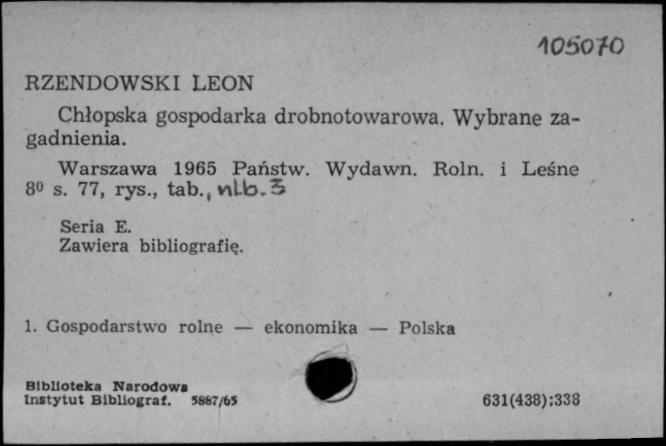 105070
RZENDOWSKI LEON
Chłopska gospodarka drobnotowarowa. Wybrane za-
gadnienia.
Warszawa 1965 Państw. Wydawn. Roln. i Leśne
8⁰ s. 77, rys., tab., nlb. 3
Seria E.
Zawiera bibliografię.
1. Gospodarstwo rolne — ekonomika — Polska
Biblioteka Narodowa
Instytut Bibliograf. 5887/65
631(438):338